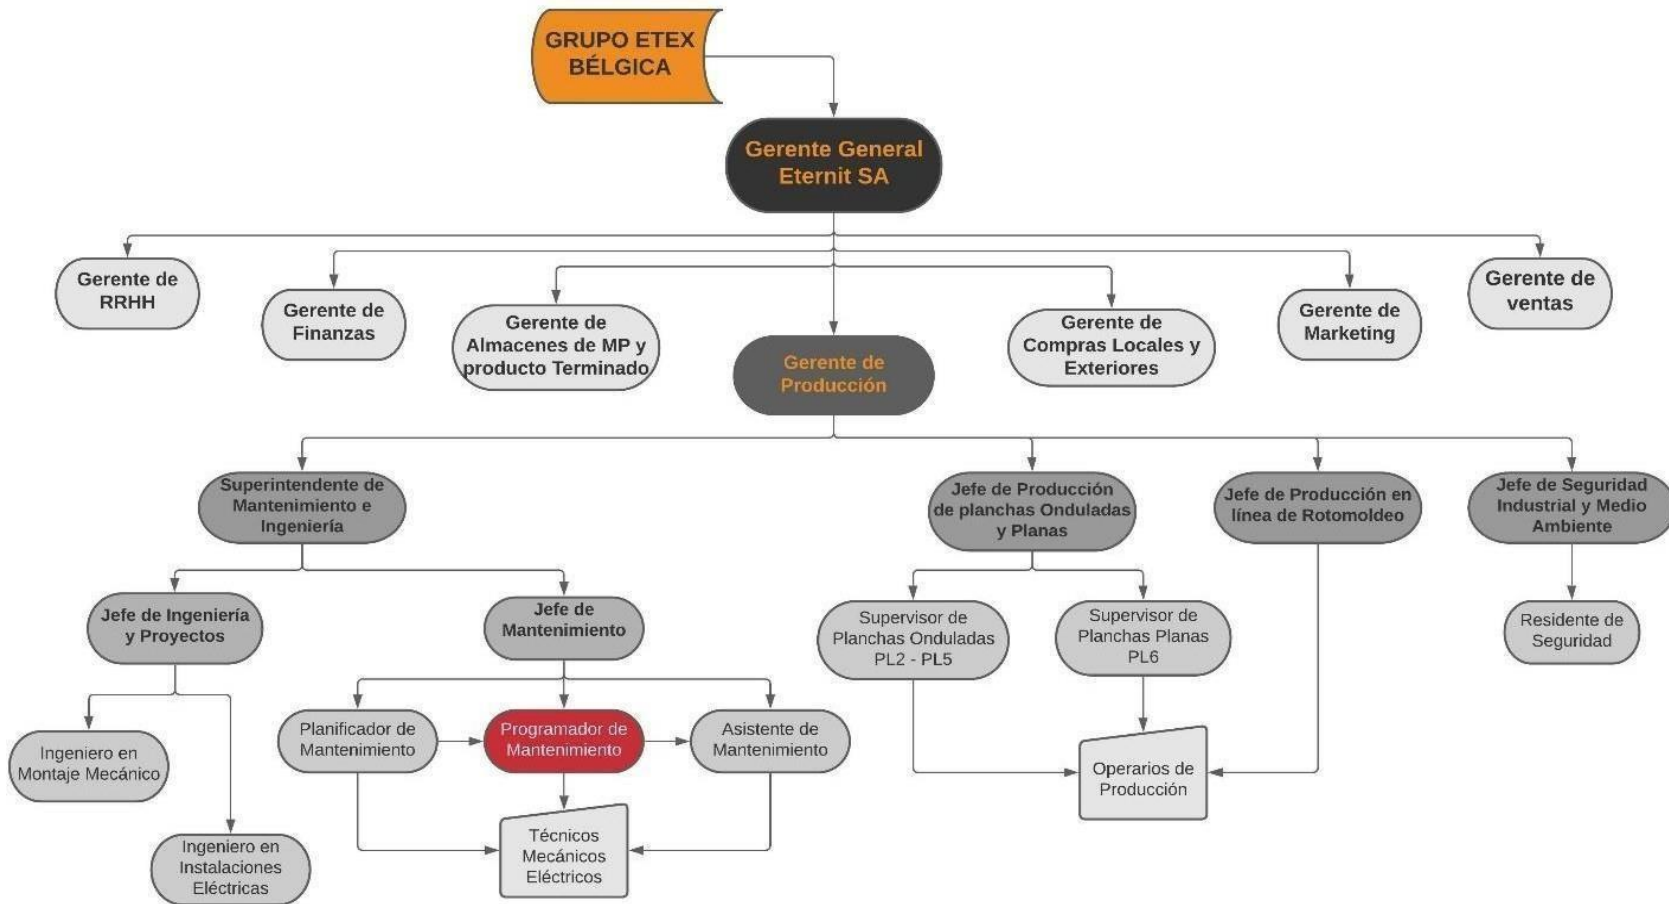 GRUPO ETEX
BÉLGICA
Gerente General
Eternit SA
Gerente de
RRHH
Gerente de
Finanzas
Gerente de
Almacenes de MP y
producto Terminado
Gerente de
Producción
Gerente de
Compras Locales y
Exteriores
Gerente de
Marketing
Gerente de
ventas
Superintendente de
Mantenimiento e
Ingeniería
Jefe de Producción
de planchas Onduladas
y Planas
Jefe de Producción en
línea de Rotomoldeo
Jefe de Seguridad
Industrial y Medio
Ambiente
Jefe de Ingeniería
y Proyectos
Jefe de
Mantenimiento
Supervisor de
Planchas Onduladas
PL2 - PL5
Supervisor de
Planchas Planas
PL6
Residente de
Seguridad
Ingeniero en
Montaje Mecánico
Planificador de
Mantenimiento
Programador de
Mantenimiento
Asistente de
Mantenimiento
Operarios de
Producción
Ingeniero en
Instalaciones
Eléctricas
Técnicos
Mecánicos
Eléctricos